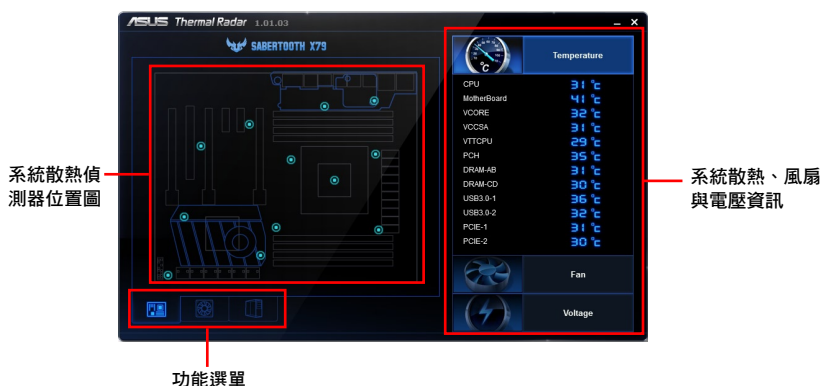 ASUS Thermal Radar 1.01.03
SABERTOOTH X79
Temperature
°C
CPU 31 °c
MotherBoard 41 °c
VCORE 32 °c
VCCSA 31 °c
VTTCPU 29 °c
PCH 35 °c
DRAM-AB 31 °c
DRAM-CD 30 °c
USB3.0-1 36 °c
USB3.0-2 32 °c
PCIE-1 31 °c
PCIE-2 30 °c
Fan
Voltage
系統散熱偵
測器位置圖
系統散熱、風扇
與電壓資訊
功能選單